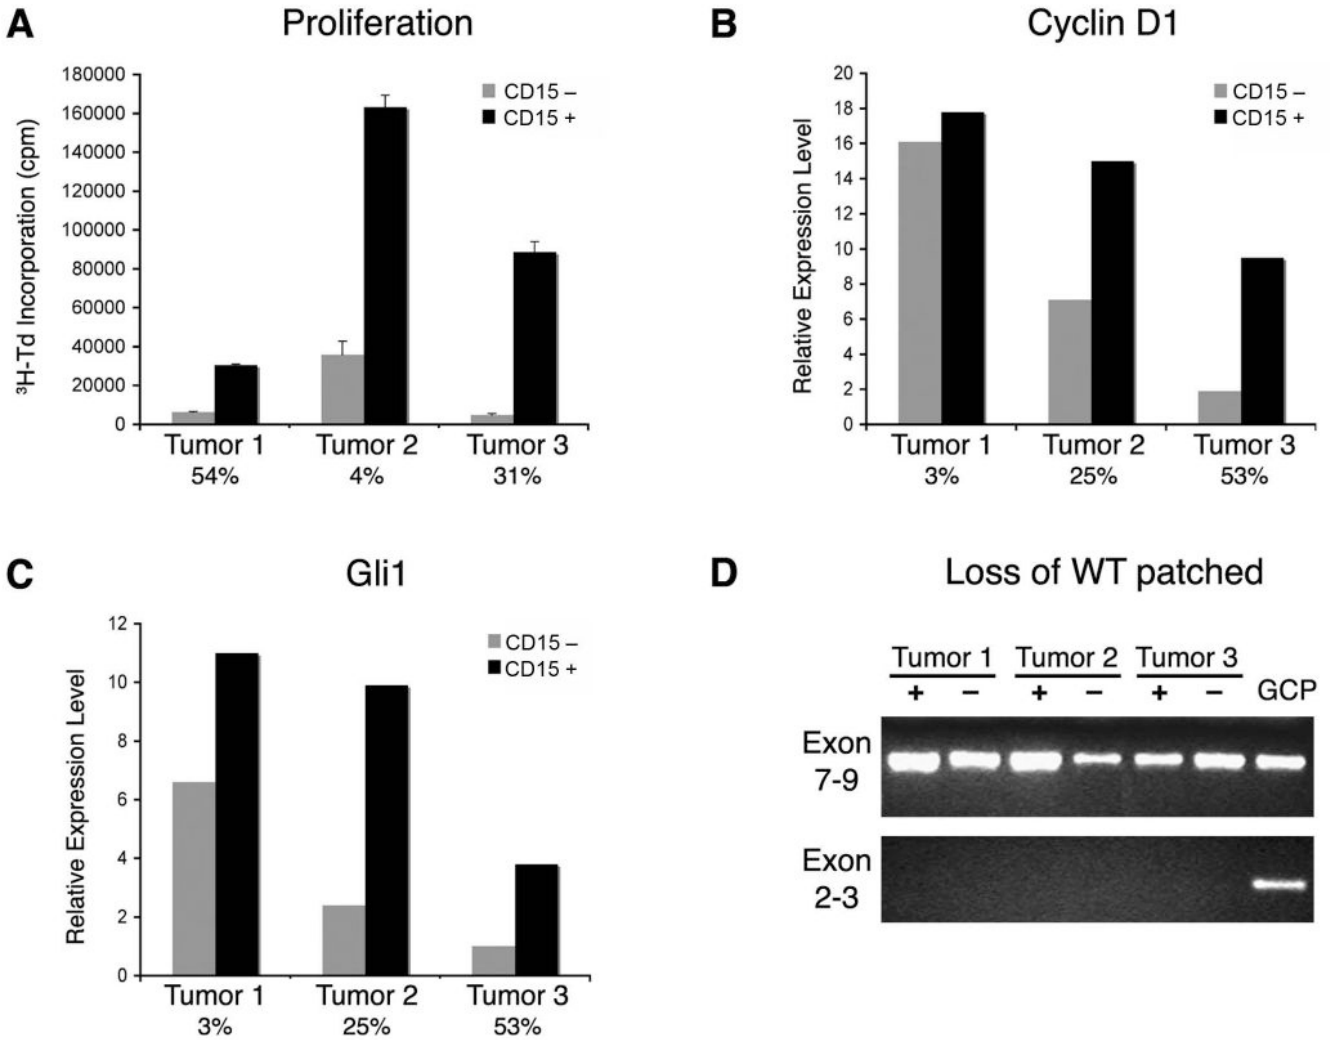 A
Proliferation
³H-Td Incorporation (cpm)
180000
160000
140000
120000
100000
80000
60000
40000
20000
0
CD15 –
CD15 +
Tumor 1 Tumor 2 Tumor 3
54% 4% 31%
B
Cyclin D1
Relative Expression Level
20
18
16
14
12
10
8
6
4
2
0
CD15 –
CD15 +
Tumor 1 Tumor 2 Tumor 3
3% 25% 53%
C
Gli1
Relative Expression Level
12
10
8
6
4
2
0
CD15 –
CD15 +
Tumor 1 Tumor 2 Tumor 3
3% 25% 53%
D
Loss of WT patched
Tumor 1 Tumor 2 Tumor 3
+ – + – + – GCP
Exon
7-9
Exon
2-3